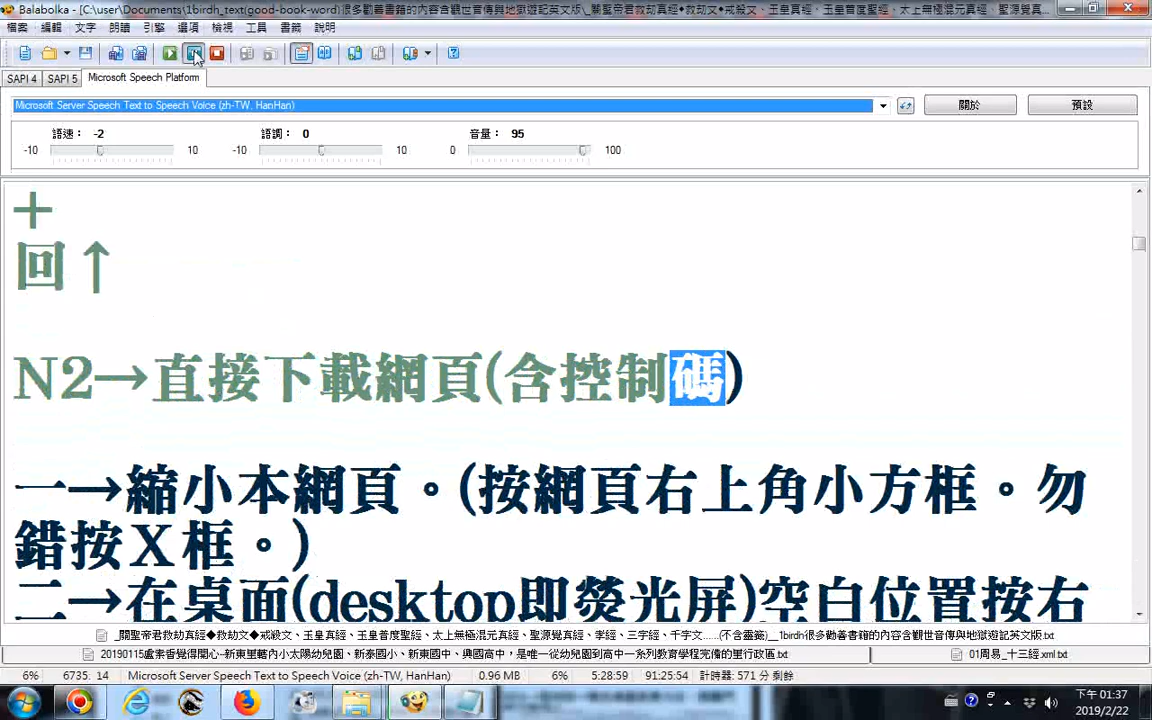 Balabolka - [C:\user\Documents\1birdh_text(good-book-word)很多勸善書籍的內容含觀世音傳與地獄遊記英文版\_關聖帝君救劫真經◆救劫文◆戒殺文、玉皇真經、玉皇普度聖經、太上無極混元真經、聖源覺真...
檔案 編輯 文字 朗讀 引擎 選項 檢視 工具 書籤 說明
SAPI 4 SAPI 5 Microsoft Speech Platform
Microsoft Server Speech Text to Speech Voice (zh-TW, HanHan) 關於 預設
語速： -2 語調： 0 音量： 95
-10 10 -10 10 0 100
＋
回↑
N2→直接下載網頁(含控制碼)
一→縮小本網頁。(按網頁右上角小方框。勿
錯按Ｘ框。)
二→在桌面(desktop即熒光屏)空白位置按右
_關聖帝君救劫真經◆救劫文◆戒殺文、玉皇真經、玉皇普度聖經、太上無極混元真經、聖源覺真經、孝經、三字經、千字文......(不含靈籤)__1birdh很多勸善書籍的內容含觀世音傳與地獄遊記英文版.txt
20190115盧素香覺得開心--新東里轄內小太陽幼兒園、新泰國小、新東國中、興國高中，是唯一從幼兒園到高中一系列教育學程完備的里行政區.txt 01周易_十三經.xml.txt
6% 6735: 14 Microsoft Server Speech Text to Speech Voice (zh-TW, HanHan) 0.96 MB 6% 5:28:59 91:25:54 計時器: 571 分 剩餘
下午 01:37
2019/2/22